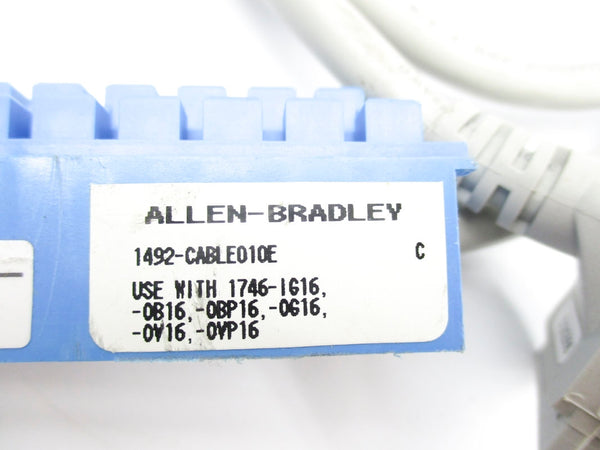 ALLEN-BRADLEY
1492-CABLE010E C
USE WITH 1746-IG16,
-OB16,-OBP16,-OG16,
-OV16,-OVP16